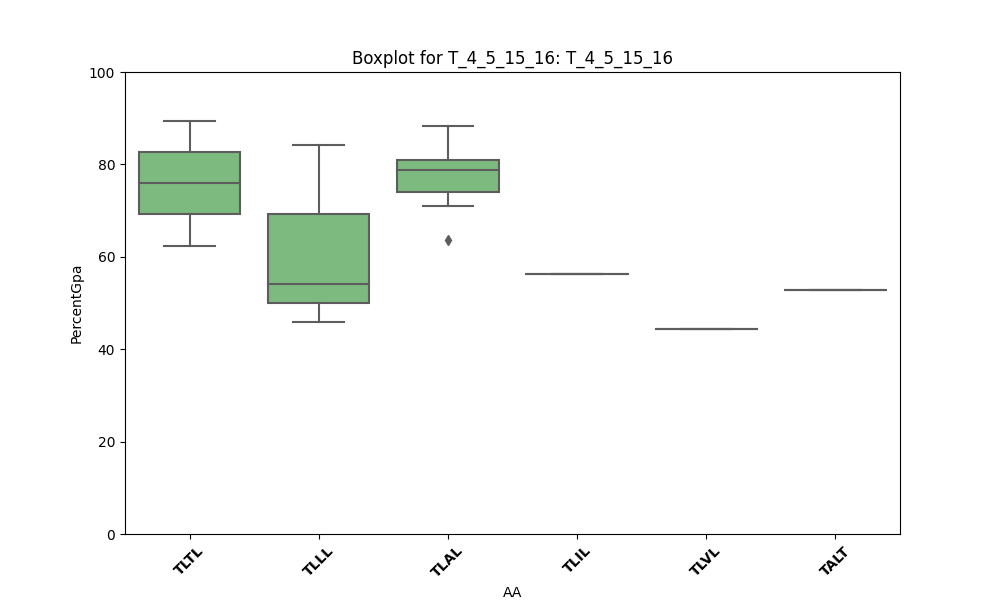 Boxplot for T_4_5_15_16: T_4_5_15_16
100
80
60
40
20
0
PercentGpa
TLTL
TLLL
TLAL
TLIL
TLVL
TALT
AA